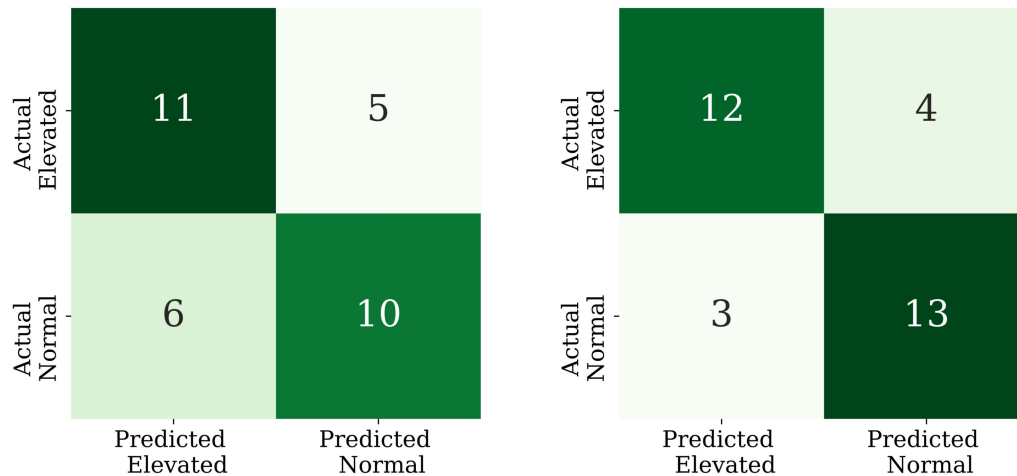 Actual
Elevated
11
5
Actual
Normal
6
10
Predicted
Elevated
Predicted
Normal
Actual
Elevated
12
4
Actual
Normal
3
13
Predicted
Elevated
Predicted
Normal